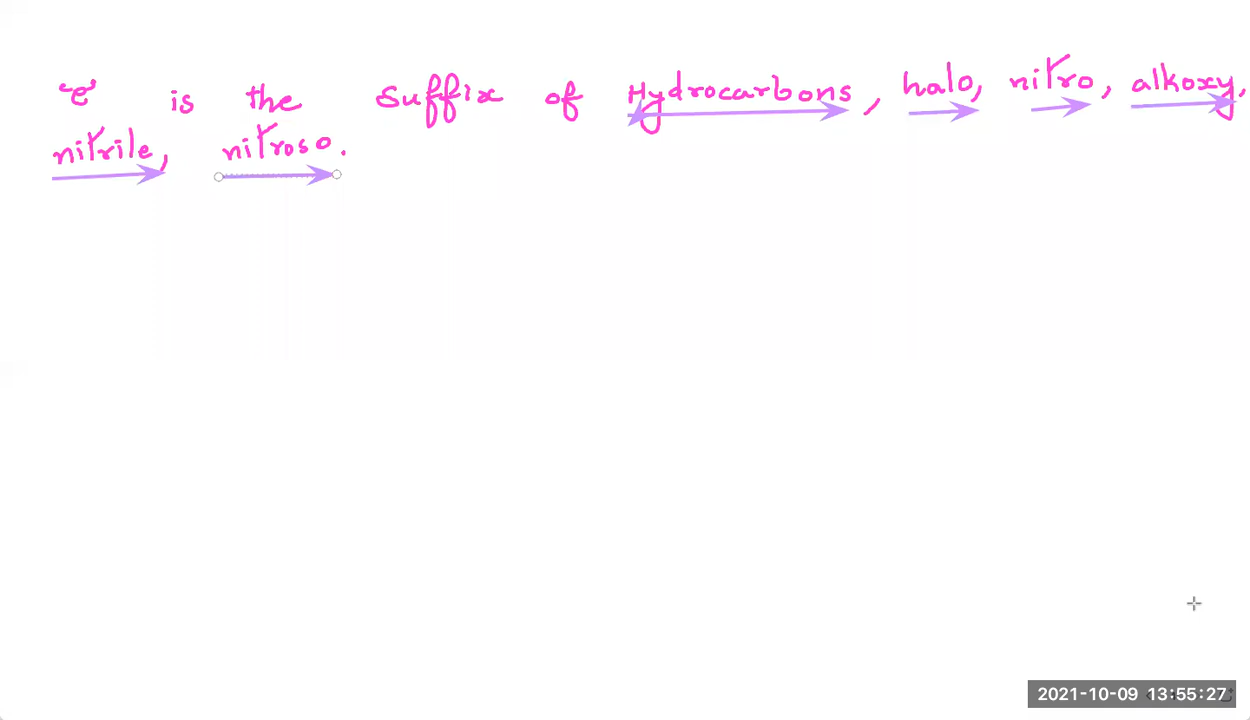 "e" is the suffix of Hydrocarbons, halo, nitro, alkoxy,
nitrile, nitroso.
2021-10-09 13:55:27